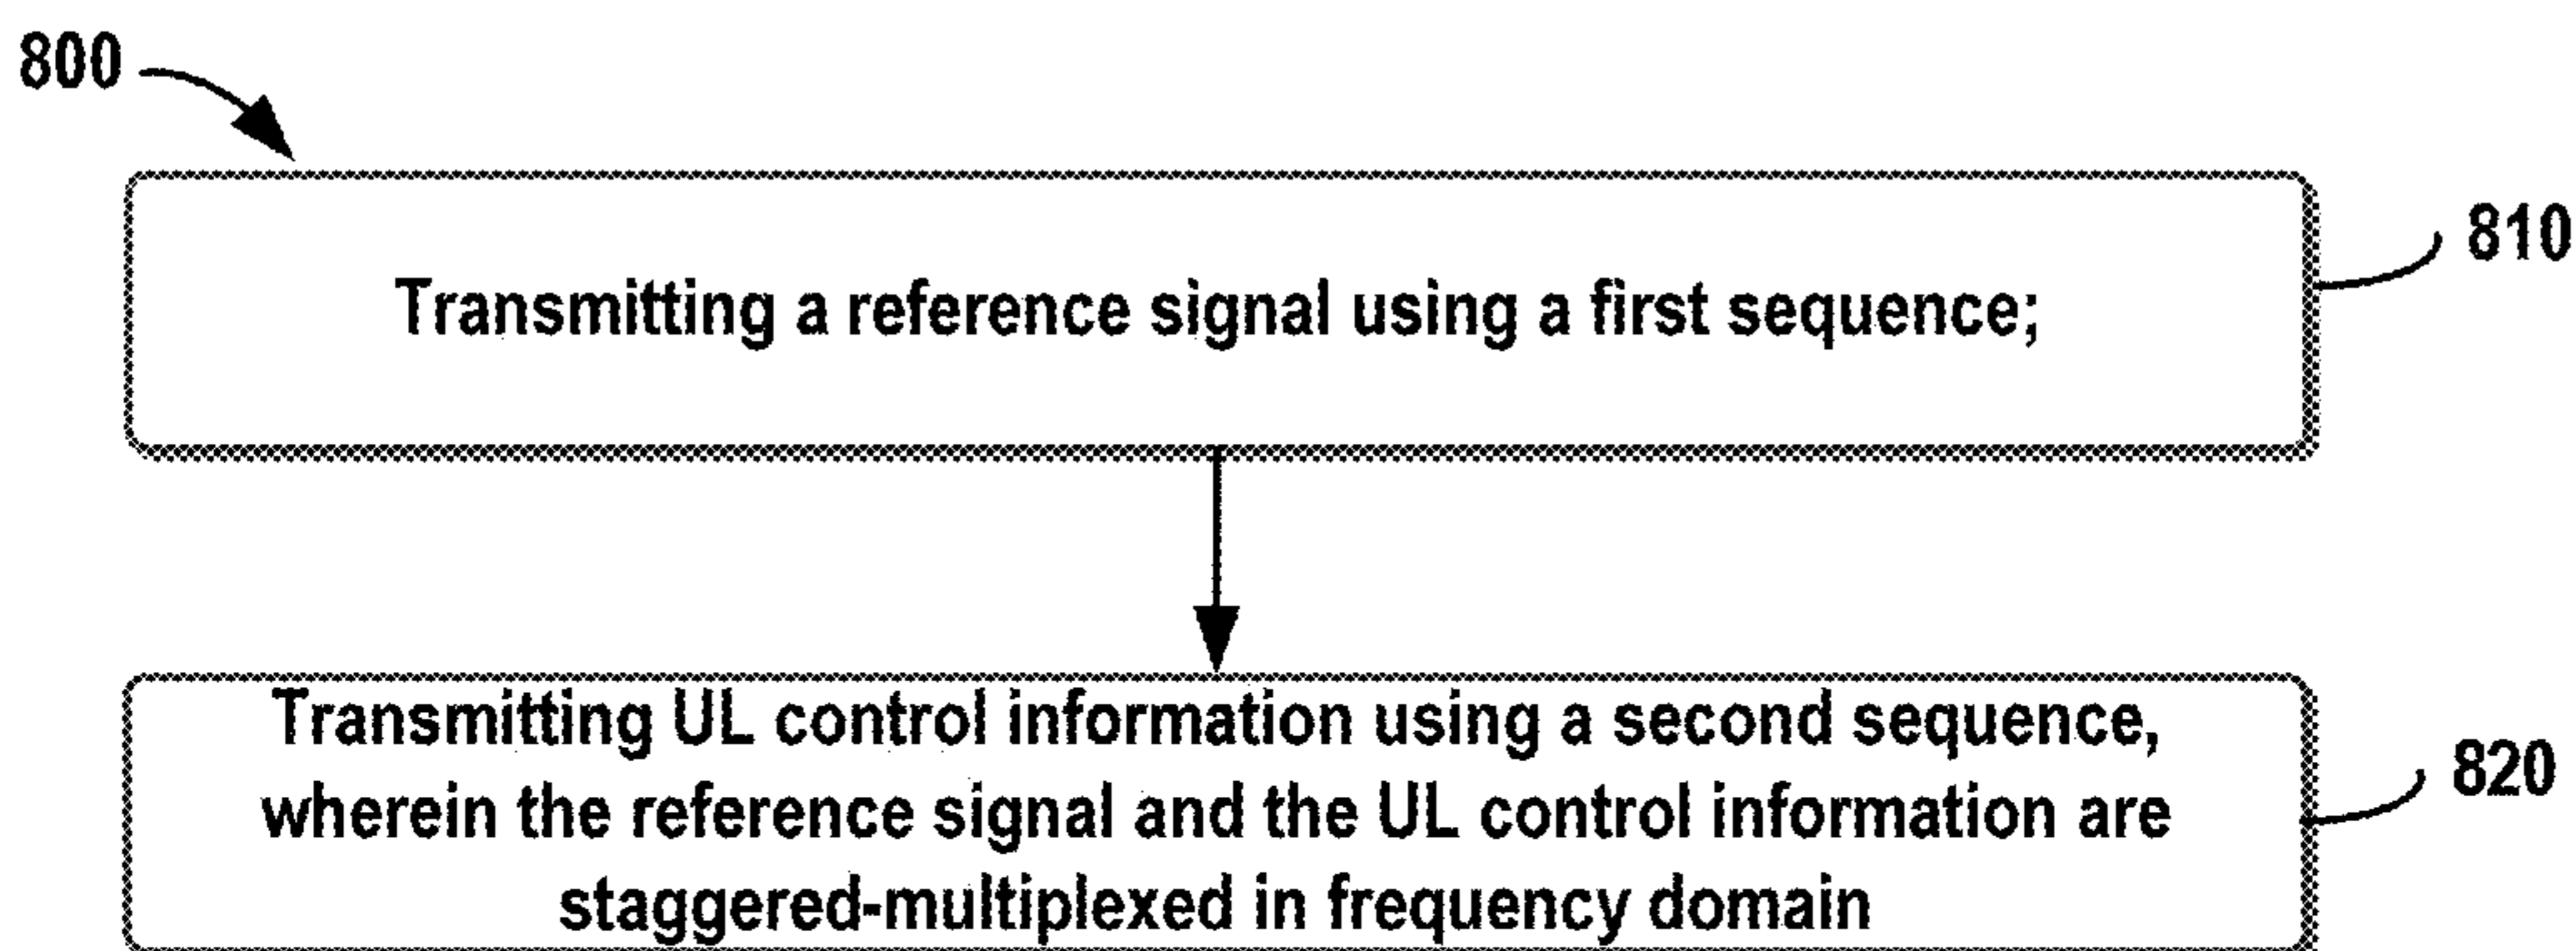 800
810
Transmitting a reference signal using a first sequence;
Transmitting UL control information using a second sequence,
820
wherein the reference signal and the UL control information are
staggered-multiplexed in frequency domain